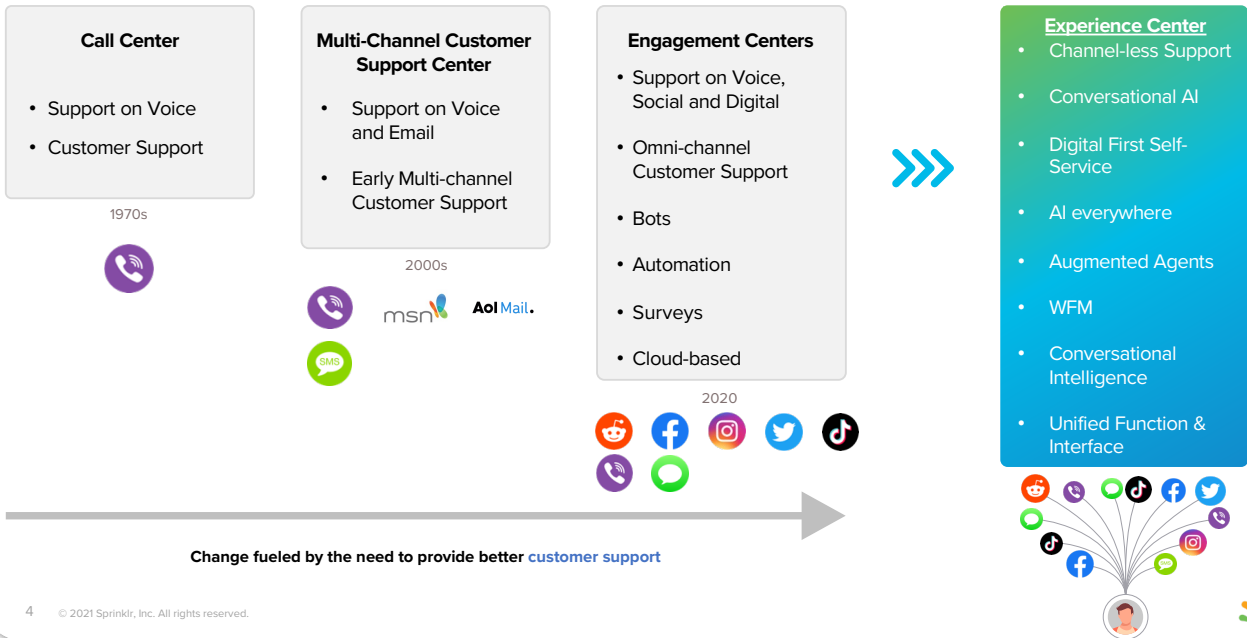 Call Center
• Support on Voice
• Customer Support
1970s
Multi-Channel Customer
Support Center
• Support on Voice
and Email
• Early Multi-channel
Customer Support
2000s
msn
Aol Mail.
SMS
Engagement Centers
• Support on Voice,
Social and Digital
• Omni-channel
Customer Support
• Bots
• Automation
• Surveys
• Cloud-based
2020
Experience Center
• Channel-less Support
• Conversational AI
• Digital First Self-
Service
• AI everywhere
• Augmented Agents
• WFM
• Conversational
Intelligence
• Unified Function &
Interface
SMS
Change fueled by the need to provide better customer support
4 © 2021 Sprinklr, Inc. All rights reserved.